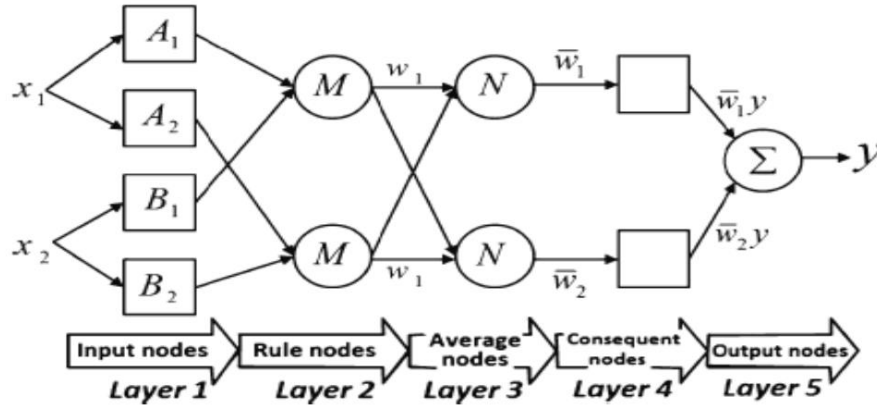 A₁
x₁
M
w₁
N
w̅₁
w̅₁y
A₂
Σ
y
B₁
x₂
M
w₁
N
w̅₂
w̅₂y
B₂
Input nodes
Rule nodes
Average
nodes
Consequent
nodes
Output nodes
Layer 1
Layer 2
Layer 3
Layer 4
Layer 5